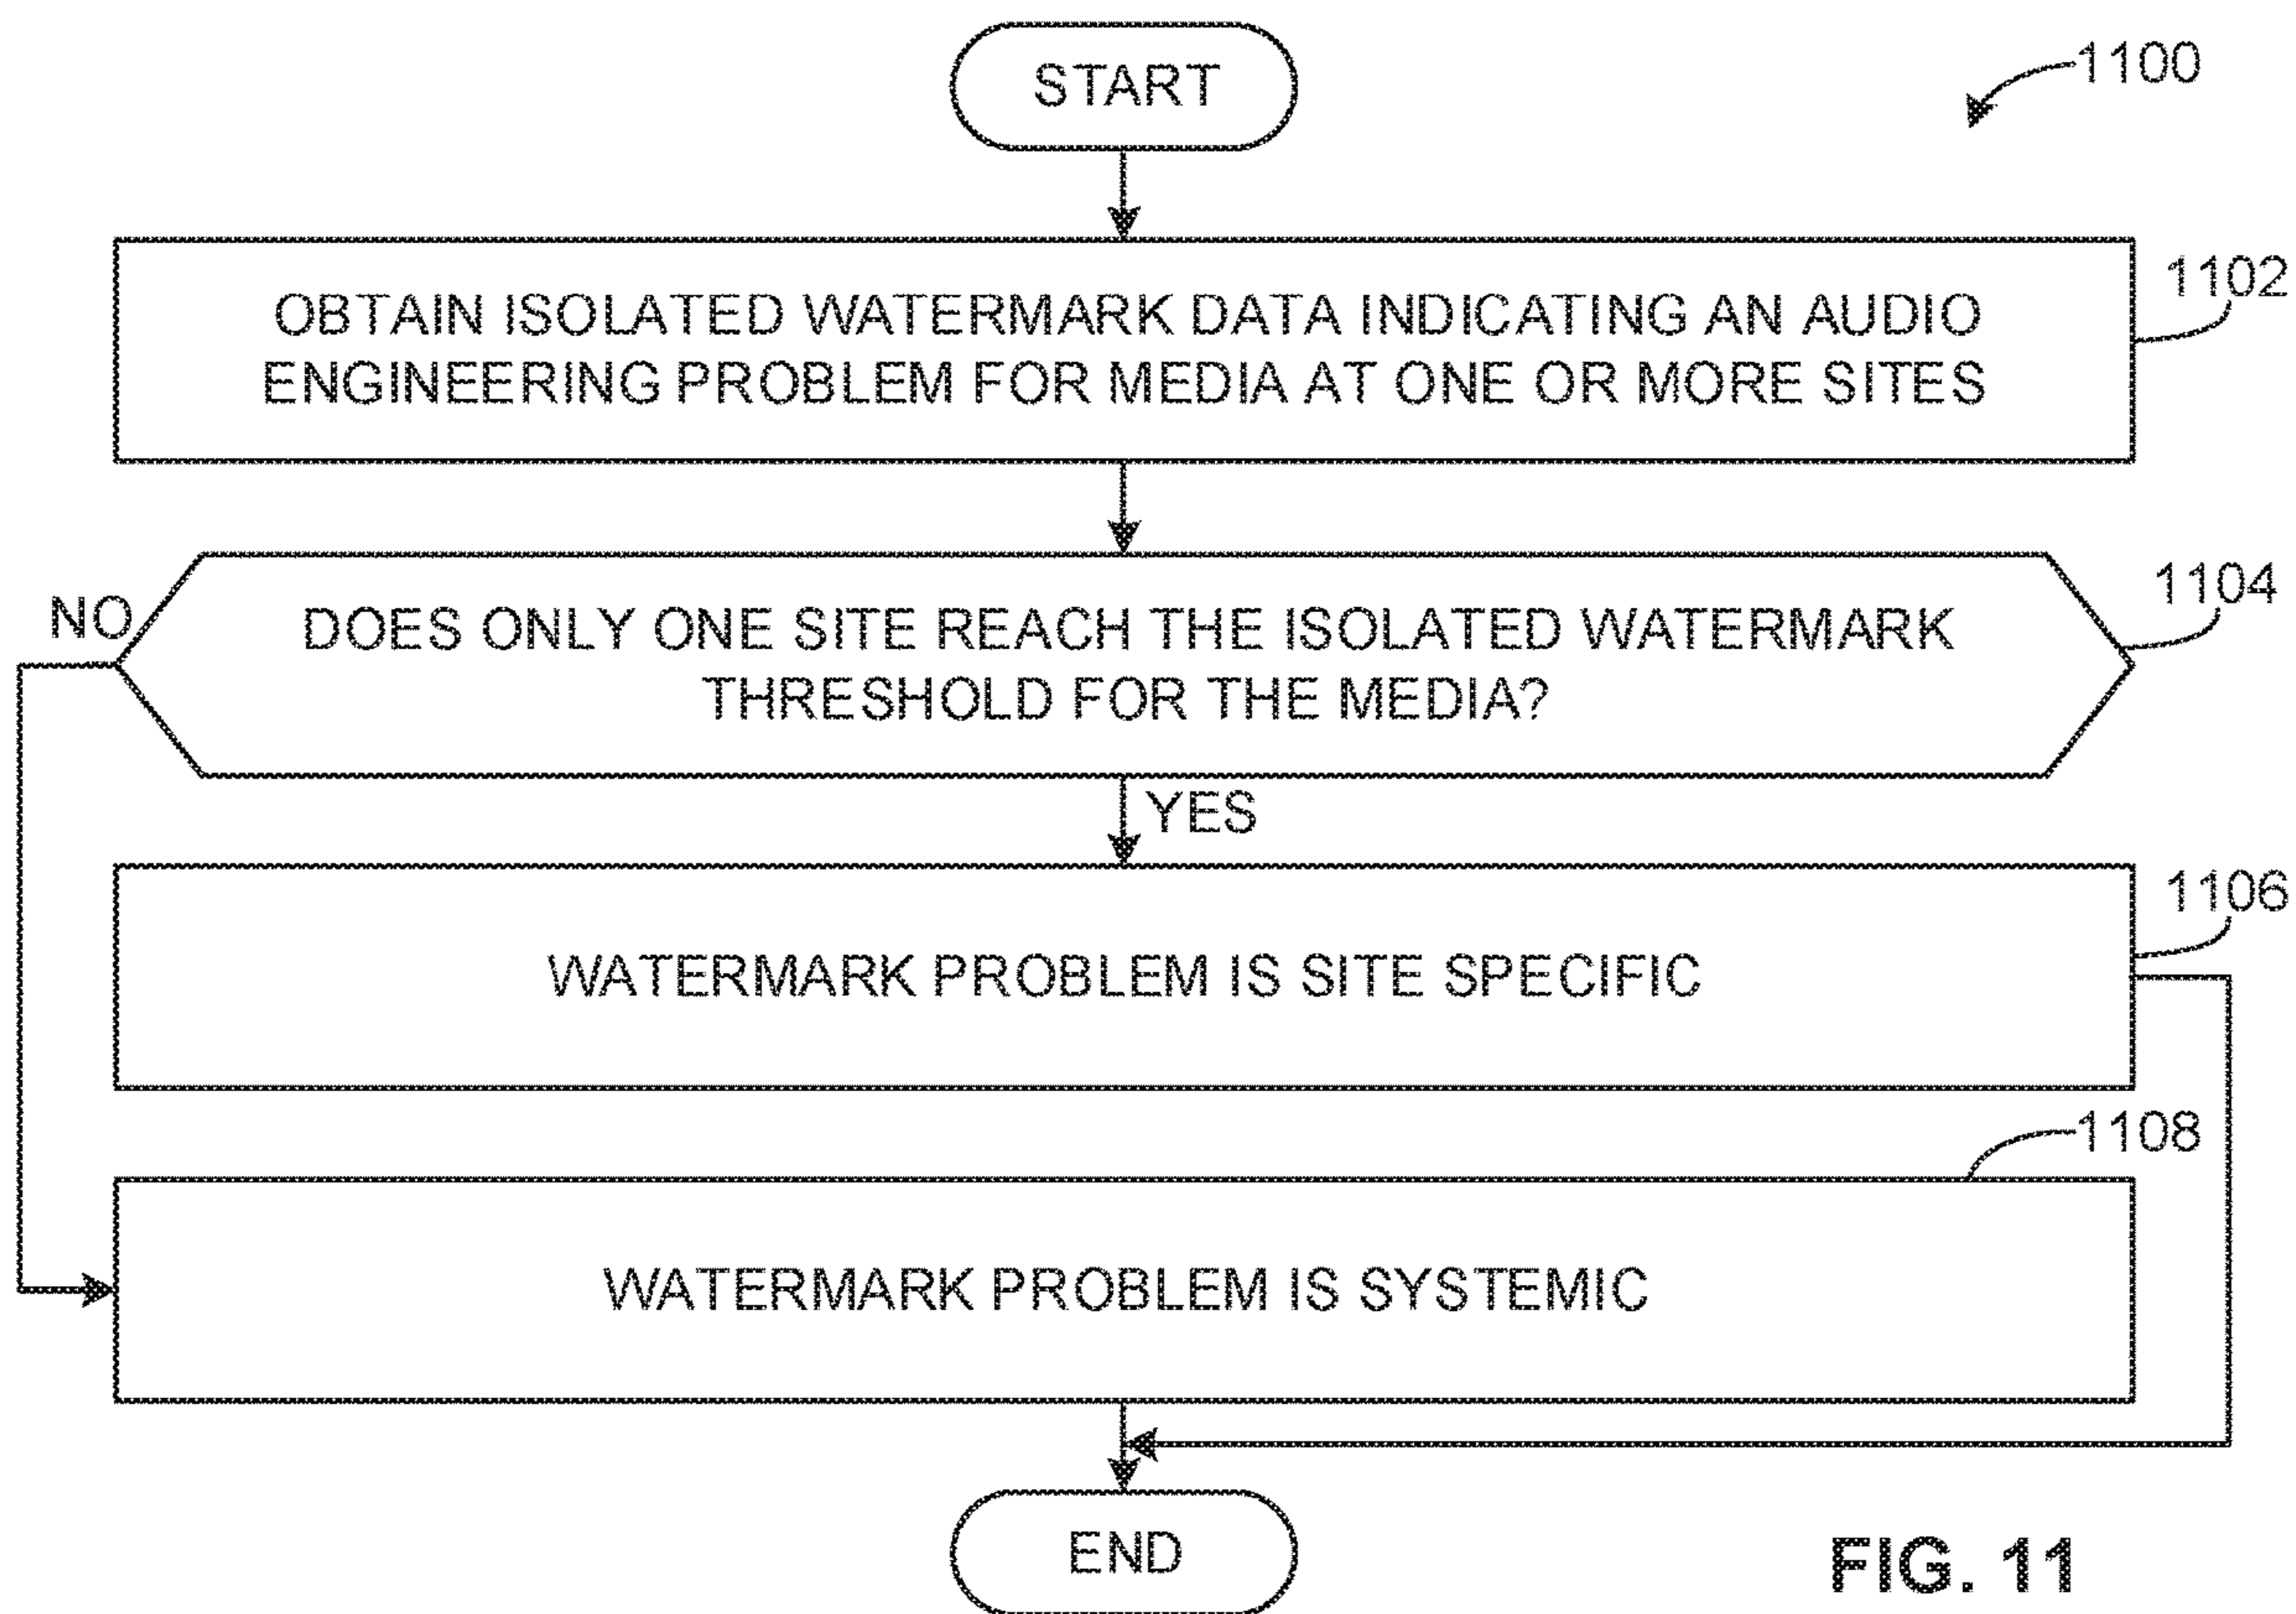 START
1100
OBTAIN ISOLATED WATERMARK DATA INDICATING AN AUDIO
ENGINEERING PROBLEM FOR MEDIA AT ONE OR MORE SITES
1102
NO
DOES ONLY ONE SITE REACH THE ISOLATED WATERMARK
THRESHOLD FOR THE MEDIA?
1104
YES
WATERMARK PROBLEM IS SITE SPECIFIC
1106
1108
WATERMARK PROBLEM IS SYSTEMIC
END
FIG. 11